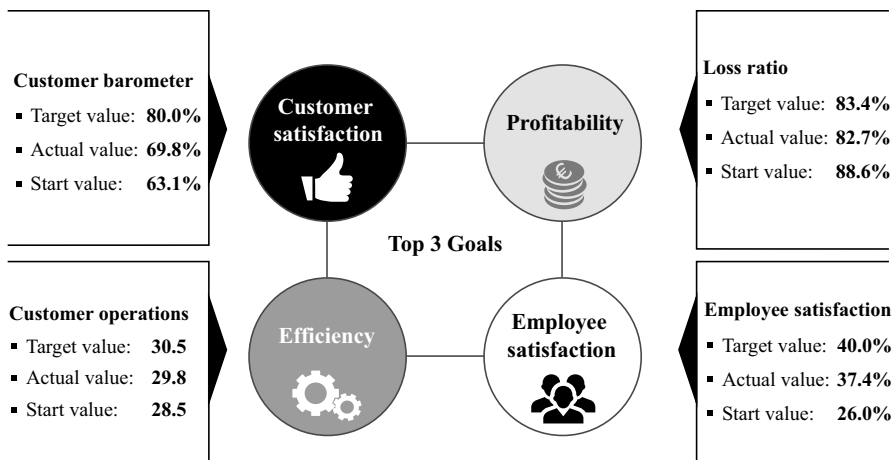 Customer barometer
▪ Target value: 80.0%
▪ Actual value: 69.8%
▪ Start value: 63.1%
Customer
satisfaction
Profitability
€
Loss ratio
▪ Target value: 83.4%
▪ Actual value: 82.7%
▪ Start value: 88.6%
Top 3 Goals
Customer operations
▪ Target value: 30.5
▪ Actual value: 29.8
▪ Start value: 28.5
Efficiency
Employee
satisfaction
Employee satisfaction
▪ Target value: 40.0%
▪ Actual value: 37.4%
▪ Start value: 26.0%